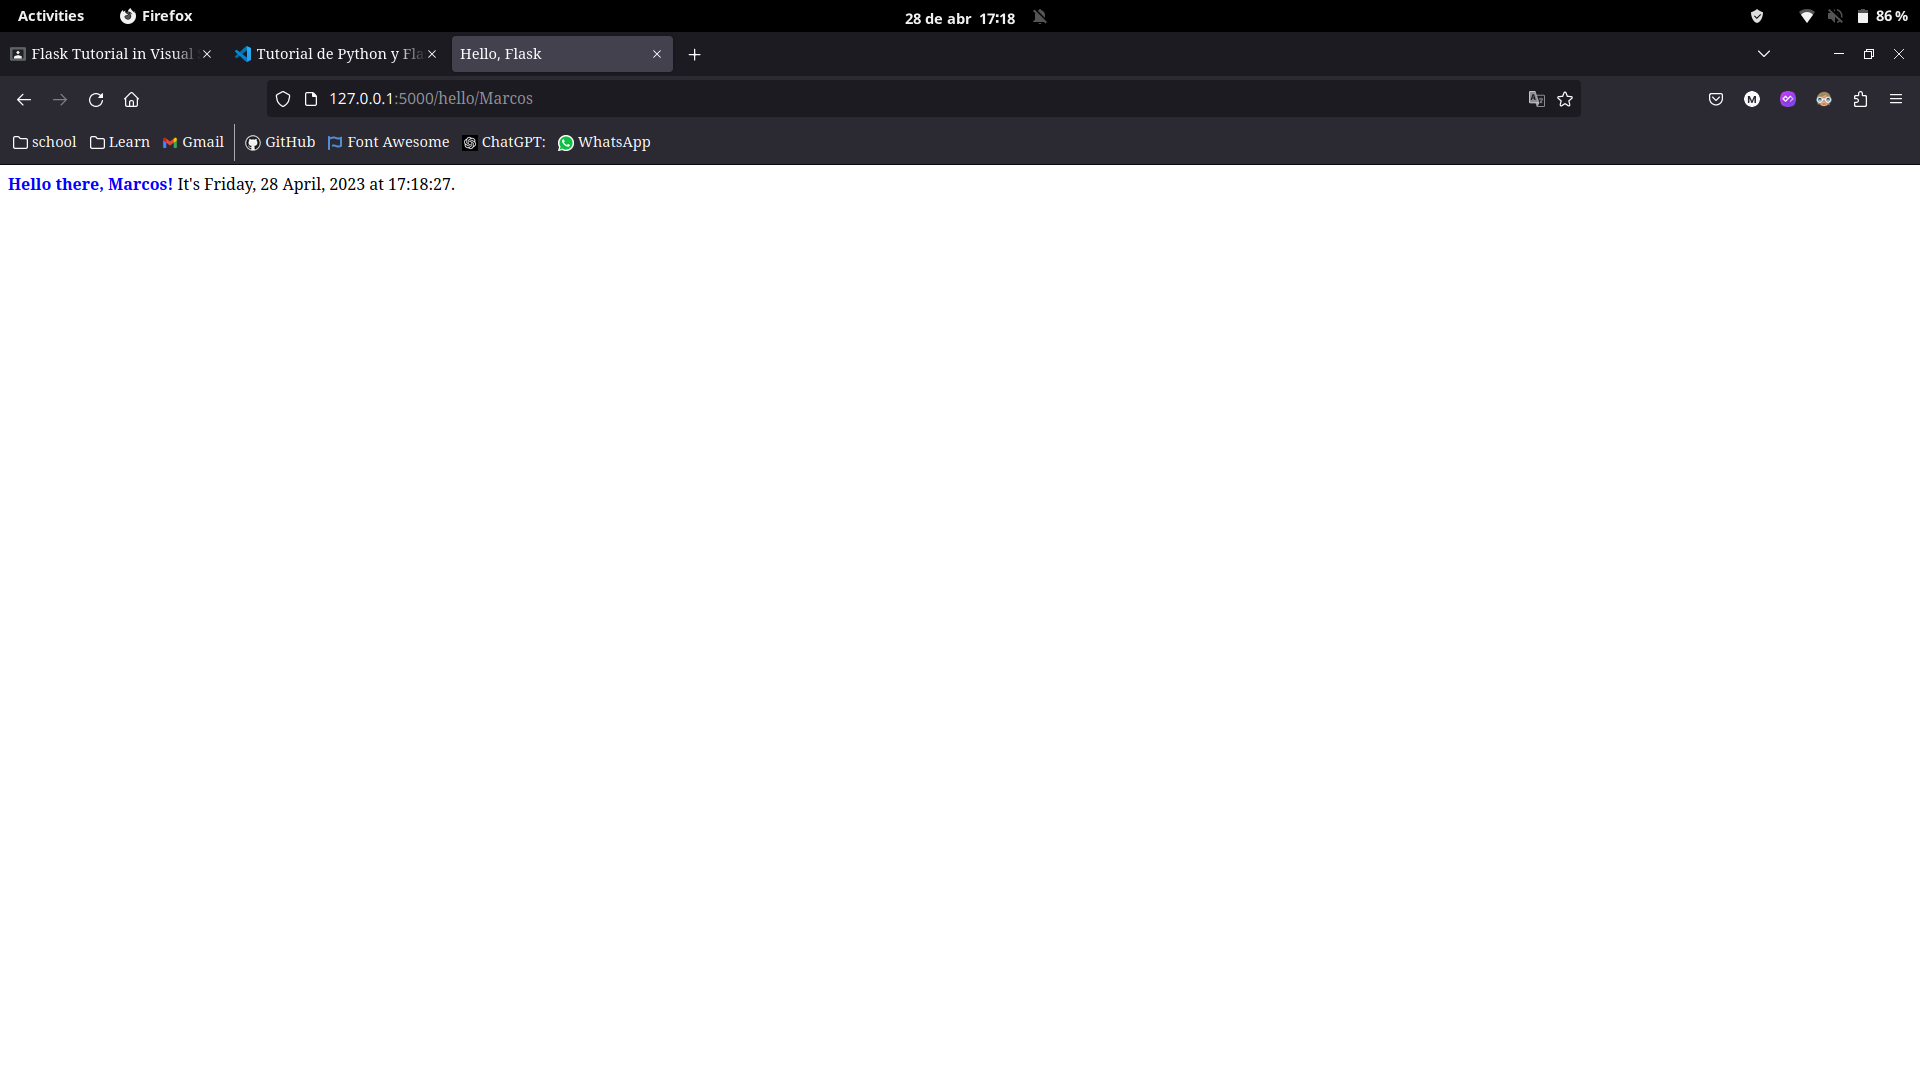 Activities Firefox 28 de abr 17:18 86 %
Flask Tutorial in Visual Tutorial de Python y Fla Hello, Flask
127.0.0.1:5000/hello/Marcos M
school Learn Gmail GitHub Font Awesome ChatGPT: WhatsApp
Hello there, Marcos! It's Friday, 28 April, 2023 at 17:18:27.